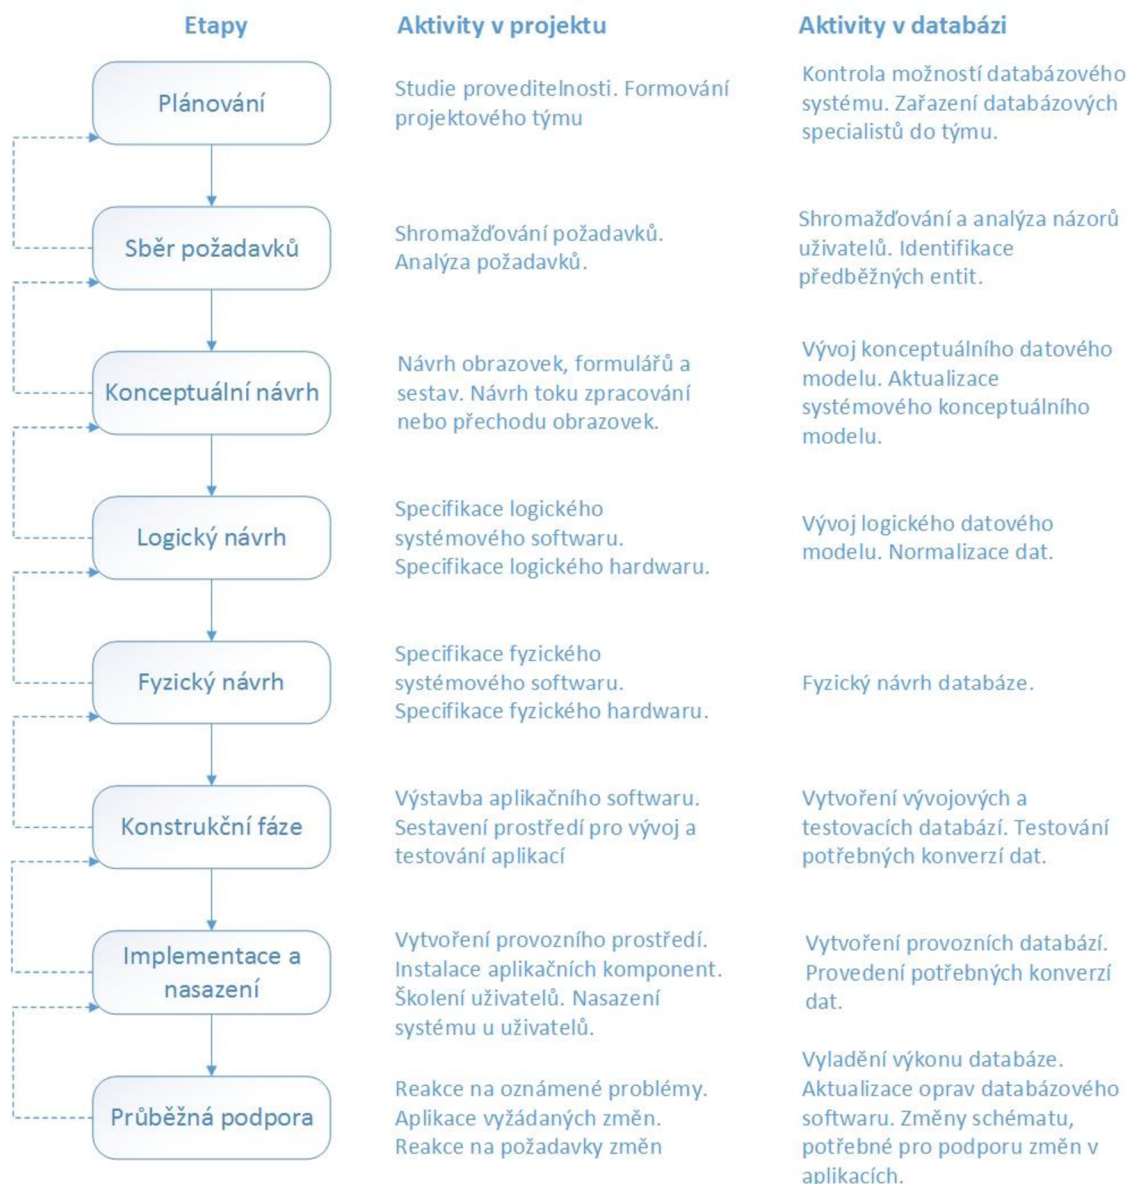 Etapy
Aktivity v projektu
Aktivity v databázi
Plánování
Studie proveditelnosti. Formování
projektového týmu
Kontrola možností databázového
systému. Zařazení databázových
specialistů do týmu.
Sběr požadavků
Shromažďování požadavků.
Analýza požadavků.
Shromažďování a analýza názorů
uživatelů. Identifikace
předběžných entit.
Konceptuální návrh
Návrh obrazovek, formulářů a
sestav. Návrh toku zpracování
nebo přechodu obrazovek.
Vývoj konceptuálního datového
modelu. Aktualizace
systémového konceptuálního
modelu.
Logický návrh
Specifikace logického
systémového softwaru.
Specifikace logického hardwaru.
Vývoj logického datového
modelu. Normalizace dat.
Fyzický návrh
Specifikace fyzického
systémového softwaru.
Specifikace fyzického hardwaru.
Fyzický návrh databáze.
Konstrukční fáze
Výstavba aplikačního softwaru.
Sestavení prostředí pro vývoj a
testování aplikací
Vytvoření vývojových a
testovacích databází. Testování
potřebných konverzí dat.
Implementace a
nasazení
Vytvoření provozního prostředí.
Instalace aplikačních komponent.
Školení uživatelů. Nasazení
systému u uživatelů.
Vytvoření provozních databází.
Provedení potřebných konverzí
dat.
Průběžná podpora
Reakce na oznámené problémy.
Aplikace vyžádaných změn.
Reakce na požadavky změn
Vyladění výkonu databáze.
Aktualizace oprav databázového
softwaru. Změny schématu,
potřebné pro podporu změn v
aplikacích.